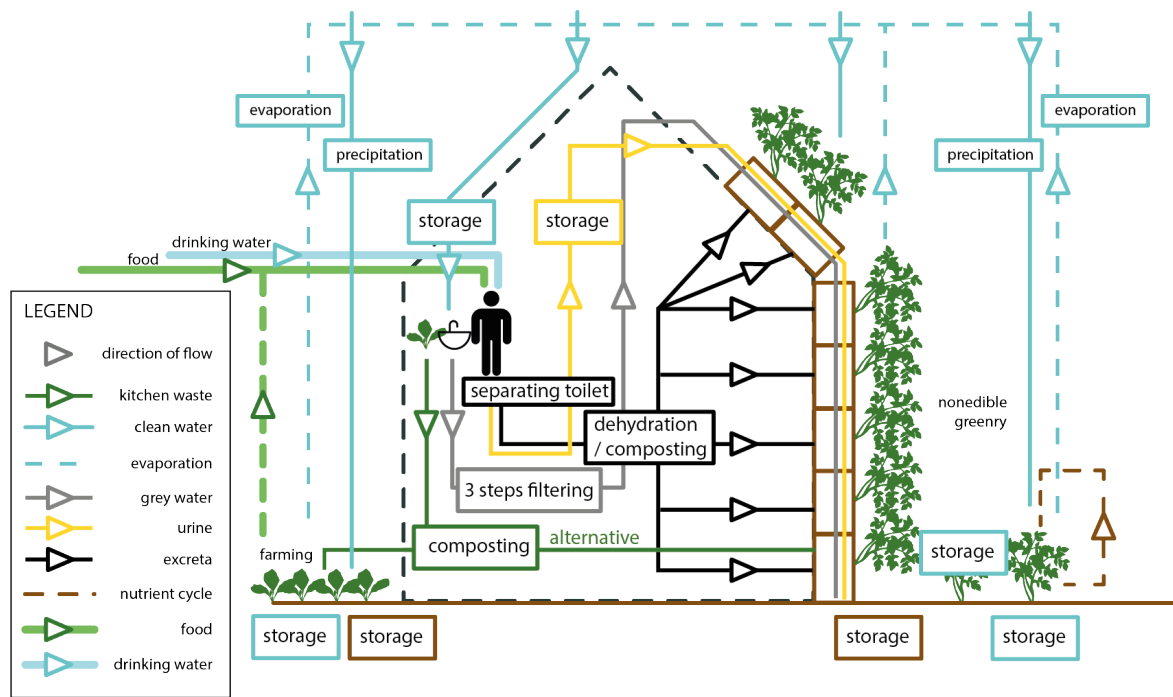 evaporation
evaporation
precipitation
precipitation
storage
storage
drinking water
food
LEGEND
direction of flow
kitchen waste
clean water
evaporation
grey water
urine
excreta
nutrient cycle
food
drinking water
separating toilet
dehydration
/ composting
nonedible
greenry
3 steps filtering
composting
alternative
storage
farming
storage
storage
storage
storage